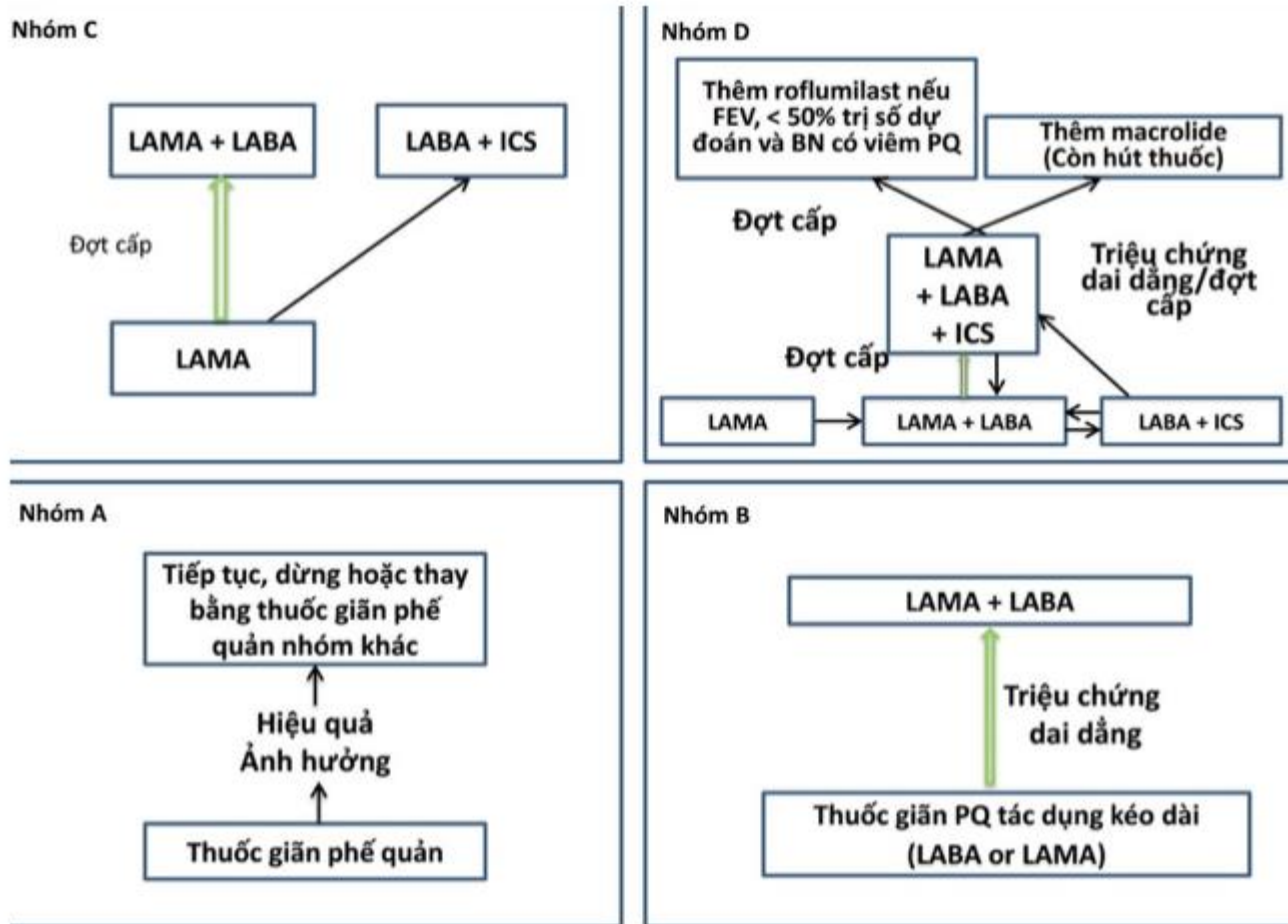 Nhóm C
LAMA + LABA
LABA + ICS
Đợt cấp
LAMA
Nhóm D
Thêm roflumilast nếu
FEV, < 50% trị số dự
đoán và BN có viêm PQ
Thêm macrolide
(Còn hút thuốc)
Đợt cấp
LAMA
+ LABA
+ ICS
Triệu chứng
dai dẳng/đợt
cấp
Đợt cấp
LAMA
LAMA + LABA
LABA + ICS
Nhóm A
Tiếp tục, dừng hoặc thay
bằng thuốc giãn phế
quản nhóm khác
Hiệu quả
Ảnh hưởng
Thuốc giãn phế quản
Nhóm B
LAMA + LABA
Triệu chứng
dai dẳng
Thuốc giãn PQ tác dụng kéo dài
(LABA or LAMA)